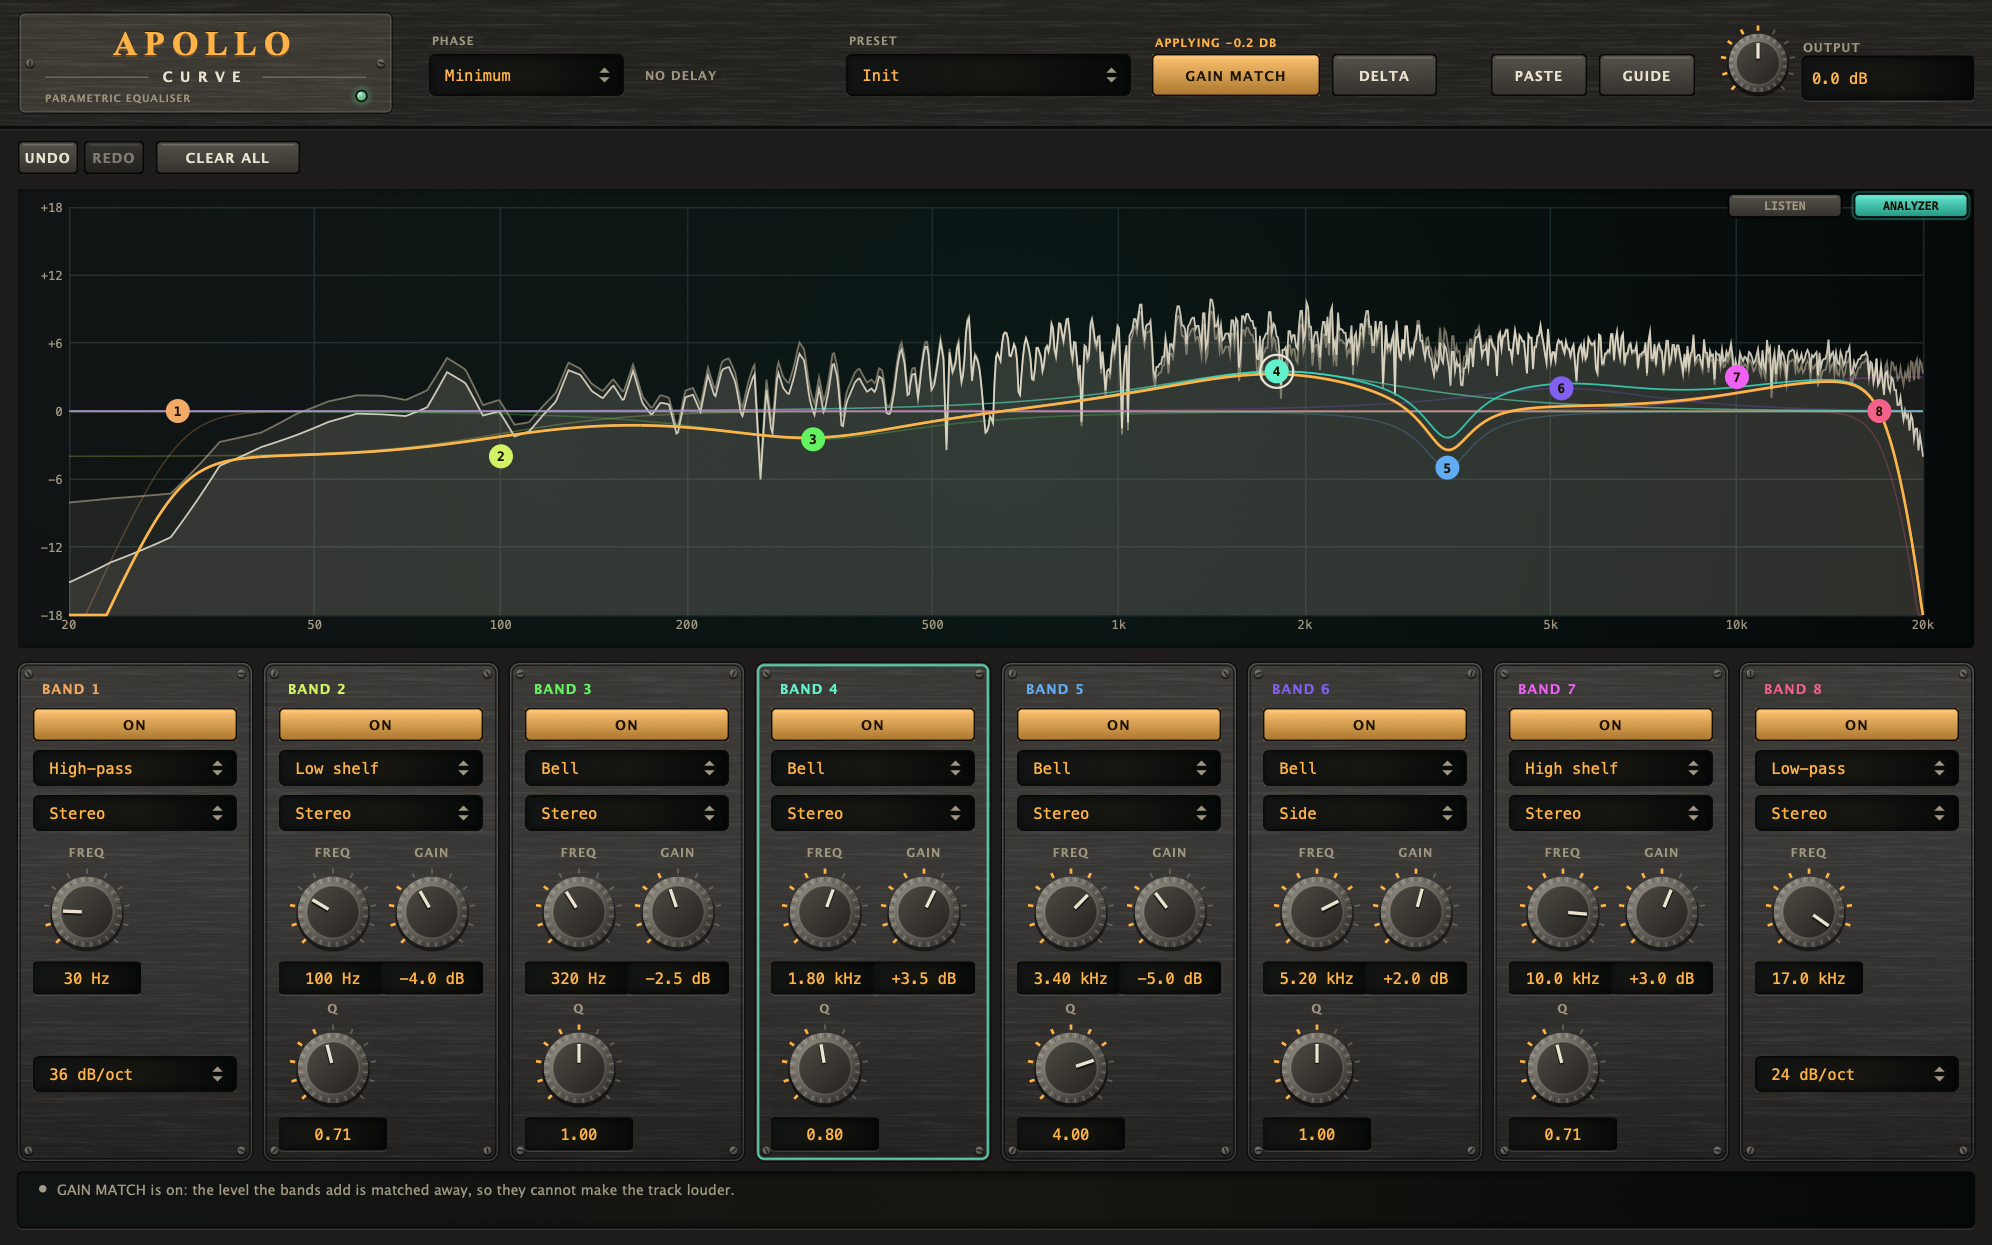 APOLLO
CURVE
PARAMETRIC EQUALISER
PHASE
Minimum
NO DELAY
PRESET
Init
APPLYING −0.2 DB
GAIN MATCH
DELTA
PASTE
GUIDE
OUTPUT
0.0 dB
UNDO
REDO
CLEAR ALL
LISTEN
ANALYZER
+18
+12
+6
0
−6
−12
−18
1
2
3
4
5
6
7
8
20 50 100 200 500 1k 2k 5k 10k 20k
BAND 1
ON
High-pass
Stereo
FREQ
30 Hz
36 dB/oct
BAND 2
ON
Low shelf
Stereo
FREQ GAIN
100 Hz −4.0 dB
Q
0.71
BAND 3
ON
Bell
Stereo
FREQ GAIN
320 Hz −2.5 dB
Q
1.00
BAND 4
ON
Bell
Stereo
FREQ GAIN
1.80 kHz +3.5 dB
Q
0.80
BAND 5
ON
Bell
Stereo
FREQ GAIN
3.40 kHz −5.0 dB
Q
4.00
BAND 6
ON
Bell
Side
FREQ GAIN
5.20 kHz +2.0 dB
Q
1.00
BAND 7
ON
High shelf
Stereo
FREQ GAIN
10.0 kHz +3.0 dB
Q
0.71
BAND 8
ON
Low-pass
Stereo
FREQ
17.0 kHz
24 dB/oct
GAIN MATCH is on: the level the bands add is matched away, so they cannot make the track louder.